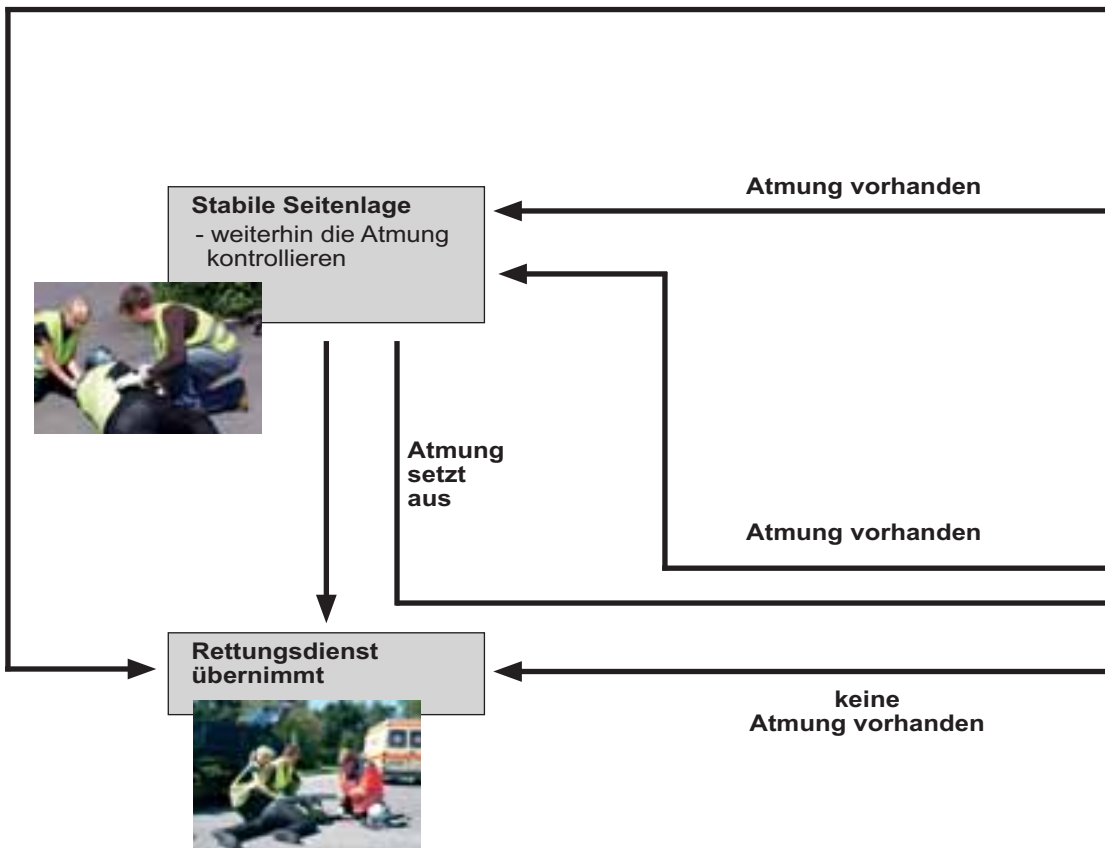 Atmung vorhanden
Stabile Seitenlage
- weiterhin die Atmung
kontrollieren
Atmung
setzt
aus
Atmung vorhanden
Rettungsdienst
übernimmt
keine
Atmung vorhanden